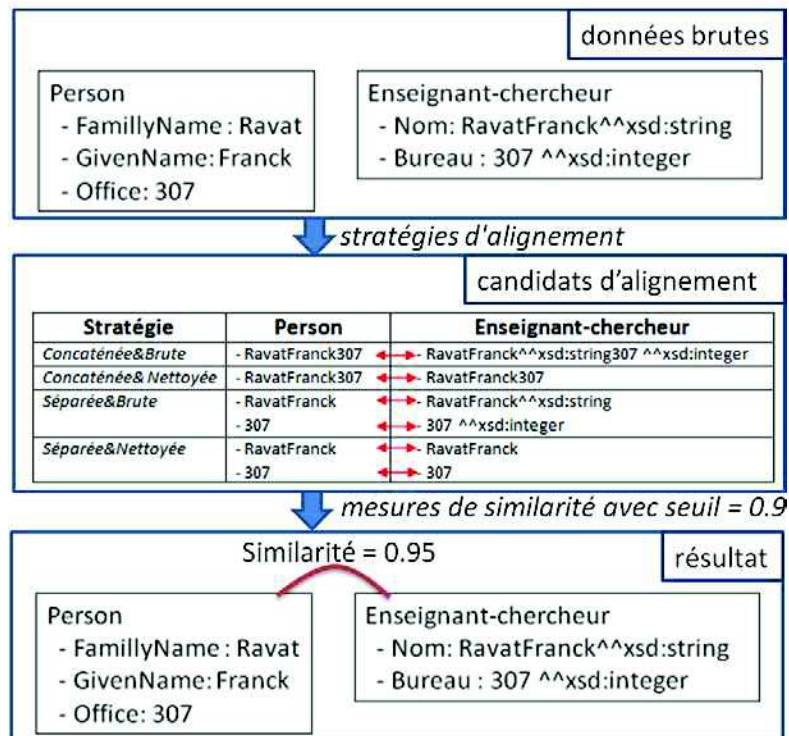 données brutes
Person
- FamillyName : Ravat
- GivenName: Franck
- Office: 307
Enseignant-chercheur
- Nom: RavatFranck^^xsd:string
- Bureau : 307 ^^xsd:integer
stratégies d'alignement
candidats d’alignement
Stratégie Person Enseignant-chercheur
Concaténée&Brute - RavatFranck307 - RavatFranck^^xsd:string307 ^^xsd:integer
Concaténée& Nettoyée - RavatFranck307 - RavatFranck307
Séparée&Brute - RavatFranck - RavatFranck^^xsd:string
- 307 - 307 ^^xsd:integer
Séparée&Nettoyée - RavatFranck - RavatFranck
- 307 - 307
mesures de similarité avec seuil = 0.9
Similarité = 0.95
résultat
Person
- FamillyName : Ravat
- GivenName: Franck
- Office: 307
Enseignant-chercheur
- Nom: RavatFranck^^xsd:string
- Bureau : 307 ^^xsd:integer